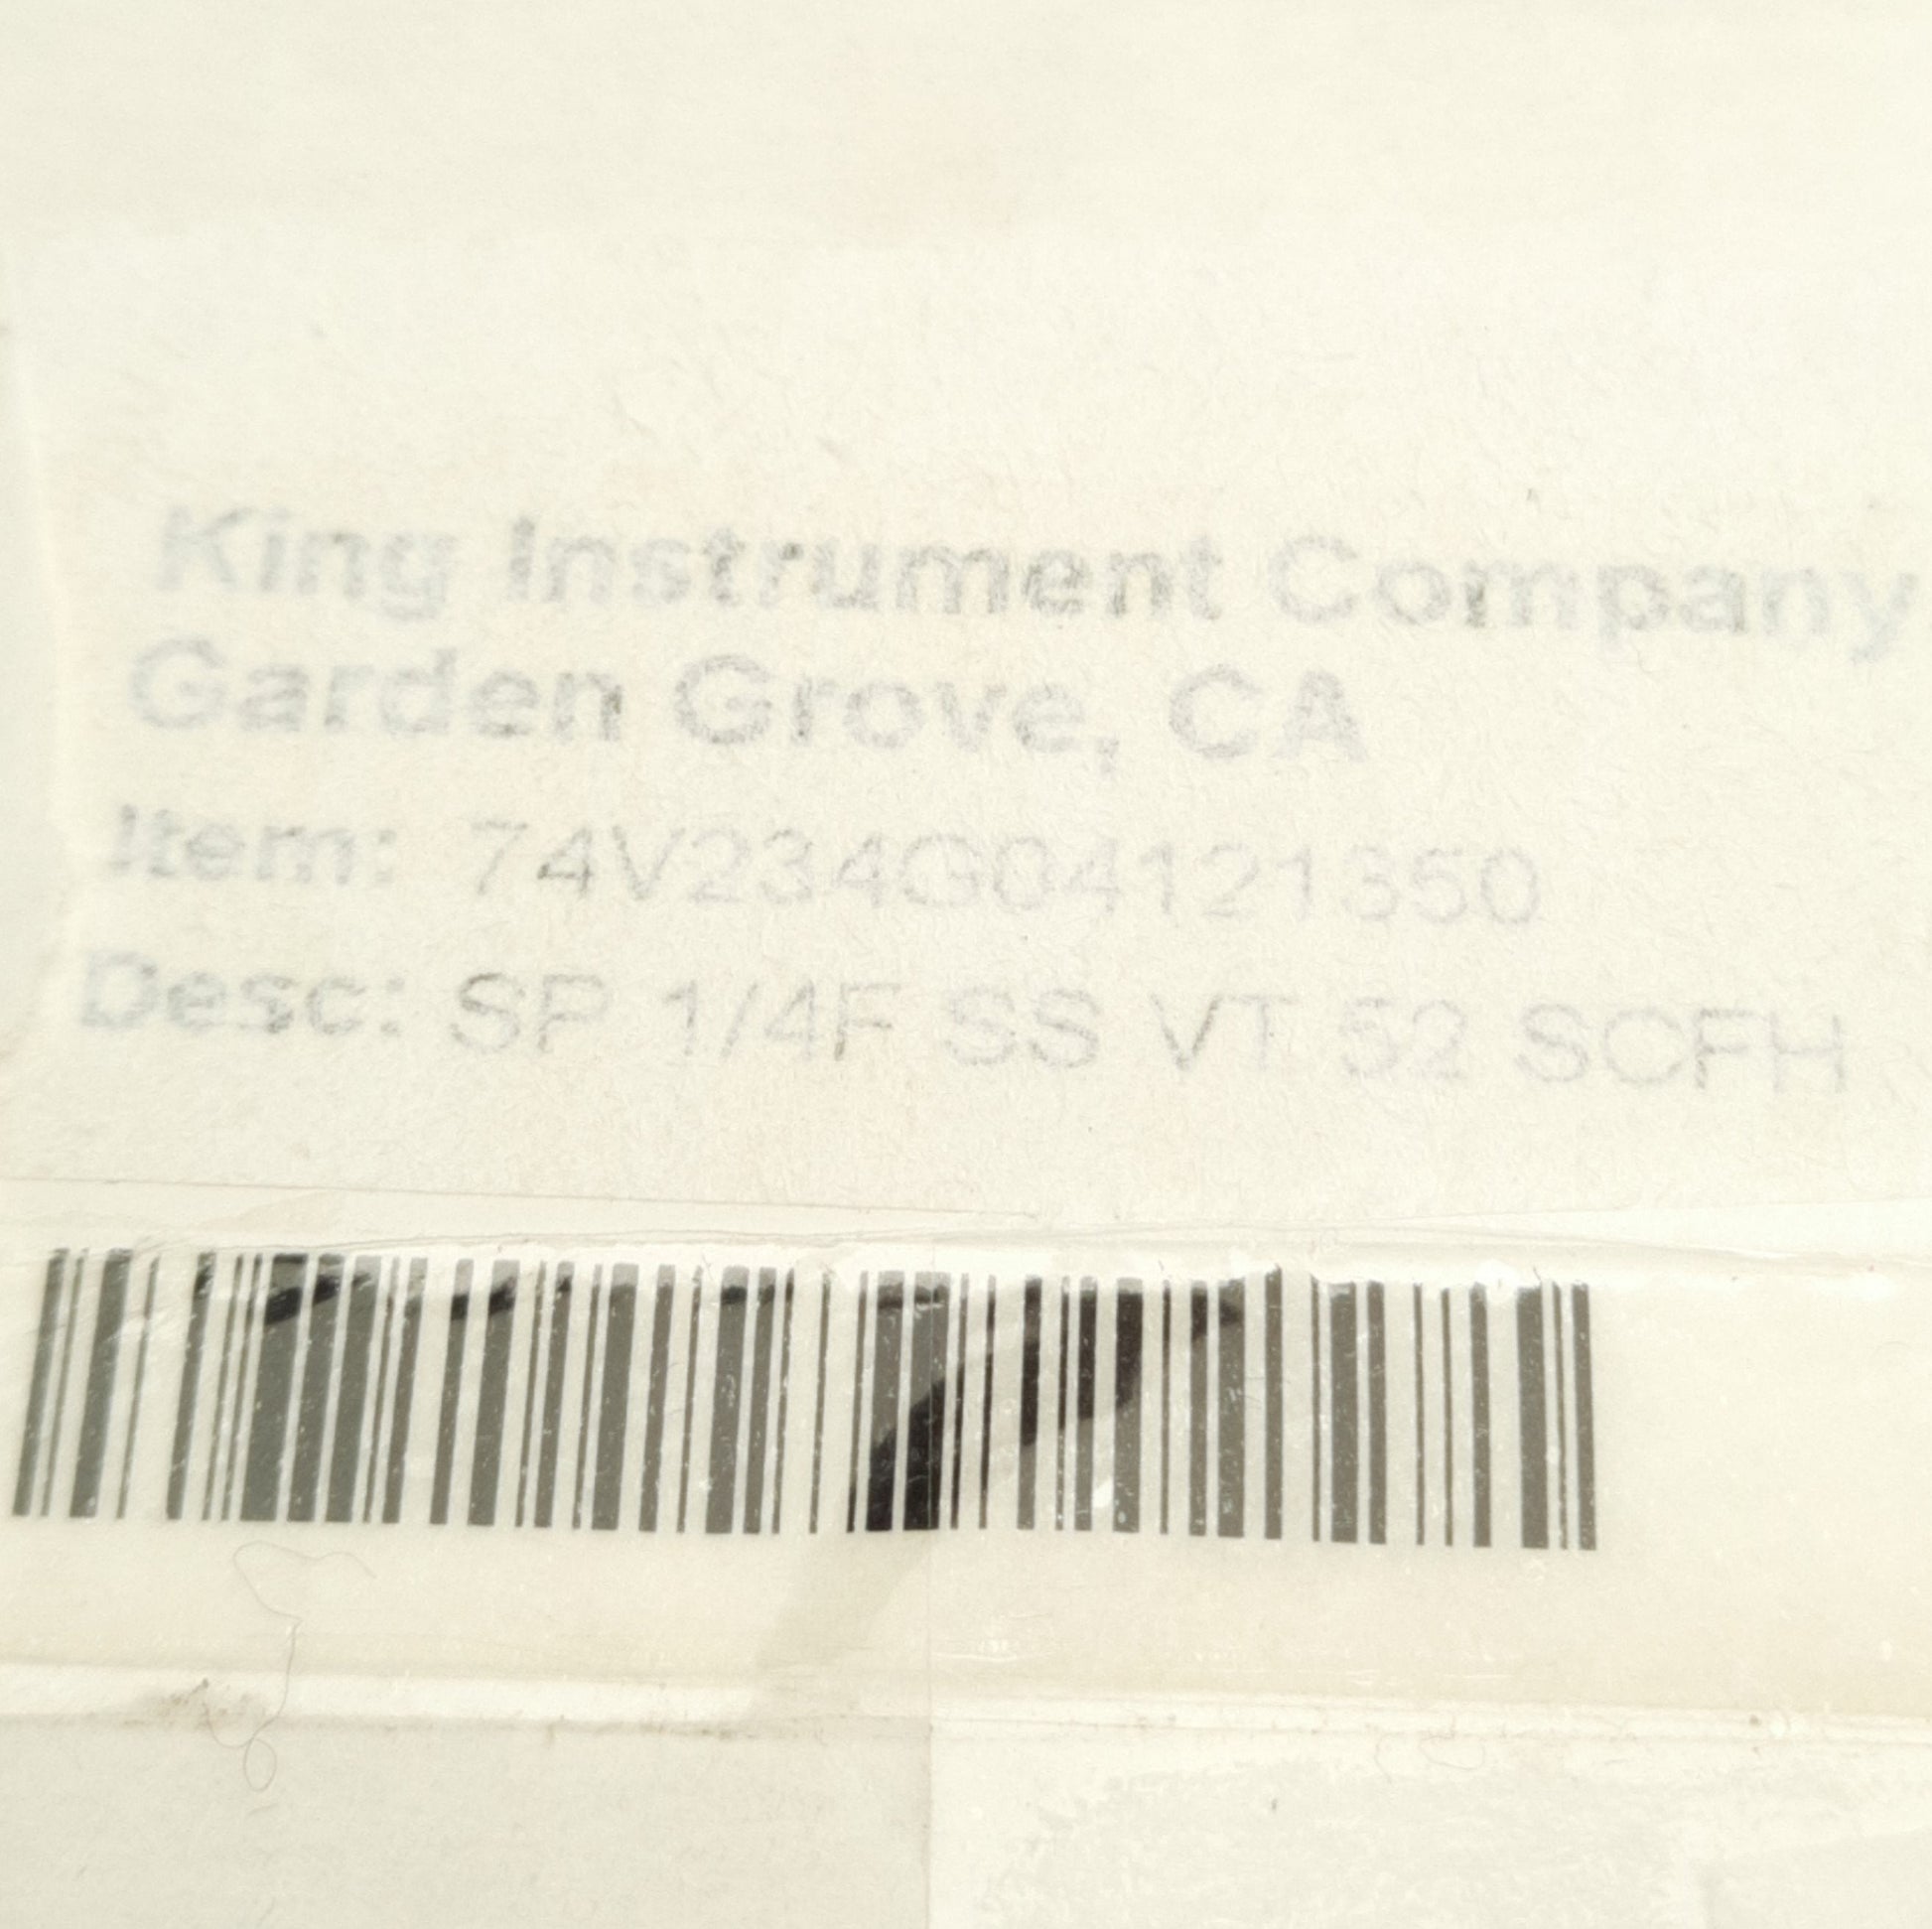 King Instrument Company
Garden Grove, CA
Item: 74V234G04121350
Desc: SP 1/4F SS VT 52 SCFH